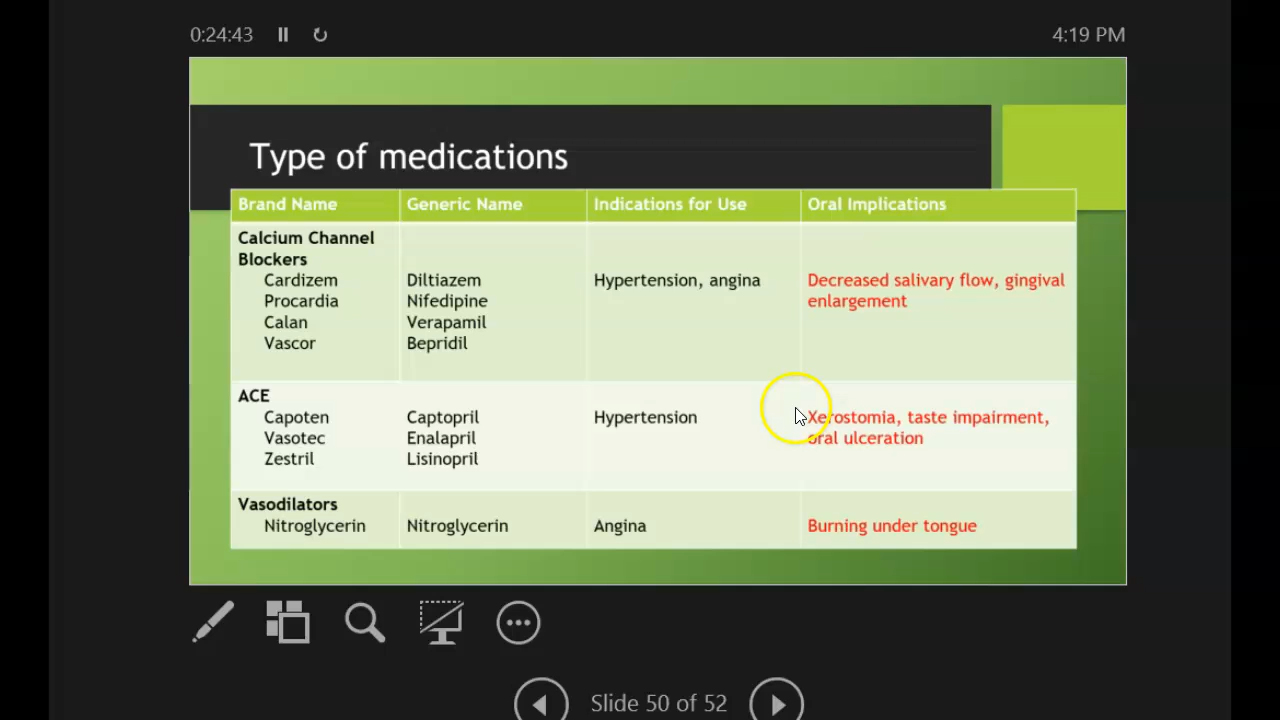 0:24:43
4:19 PM
Type of medications
Brand Name Generic Name Indications for Use Oral Implications
Calcium Channel
Blockers
Cardizem Diltiazem Hypertension, angina Decreased salivary flow, gingival
Procardia Nifedipine enlargement
Calan Verapamil
Vascor Bepridil
ACE
Capoten Captopril Hypertension Xerostomia, taste impairment,
Vasotec Enalapril oral ulceration
Zestril Lisinopril
Vasodilators
Nitroglycerin Nitroglycerin Angina Burning under tongue
Slide 50 of 52